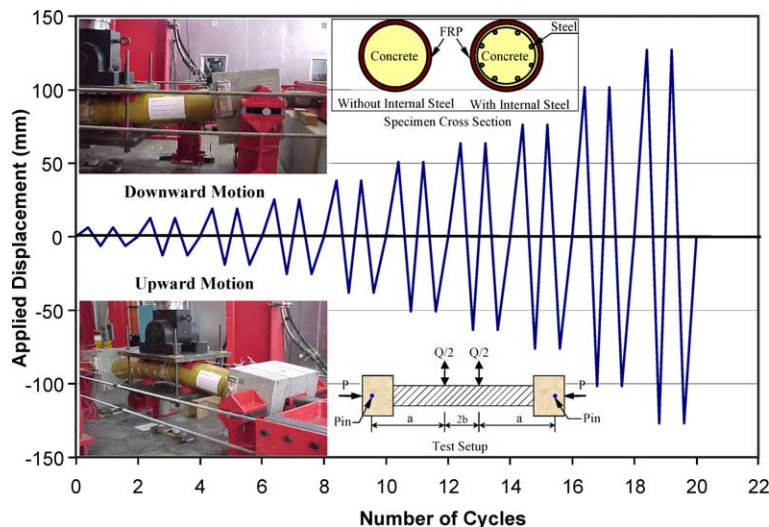 150
100
50
0
-50
-100
-150
Applied Displacement (mm)
0 2 4 6 8 10 12 14 16 18 20 22
Number of Cycles
Downward Motion
Upward Motion
FRP
Steel
Concrete
Concrete
Without Internal Steel
With Internal Steel
Specimen Cross Section
Q/2 Q/2
P P
Pin Pin
a 2b a
Test Setup